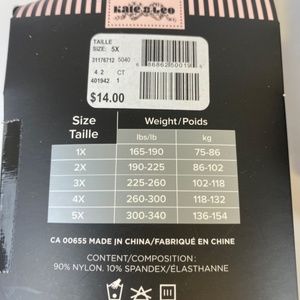 TAILLE
SIZE: 5X
31176712 5040
4 2 CT
401942 1
$14.00
Size Weight/Poids
Taille lbs/lb kg
1X 165-190 75-86
2X 190-225 86-102
3X 225-260 102-118
4X 260-300 118-132
5X 300-340 136-154
CA 00655 MADE IN CHINA/FABRIQUÉ EN CHINE
CONTENT/COMPOSITION:
90% NYLON. 10% SPANDEX/ÉLASTHANNE